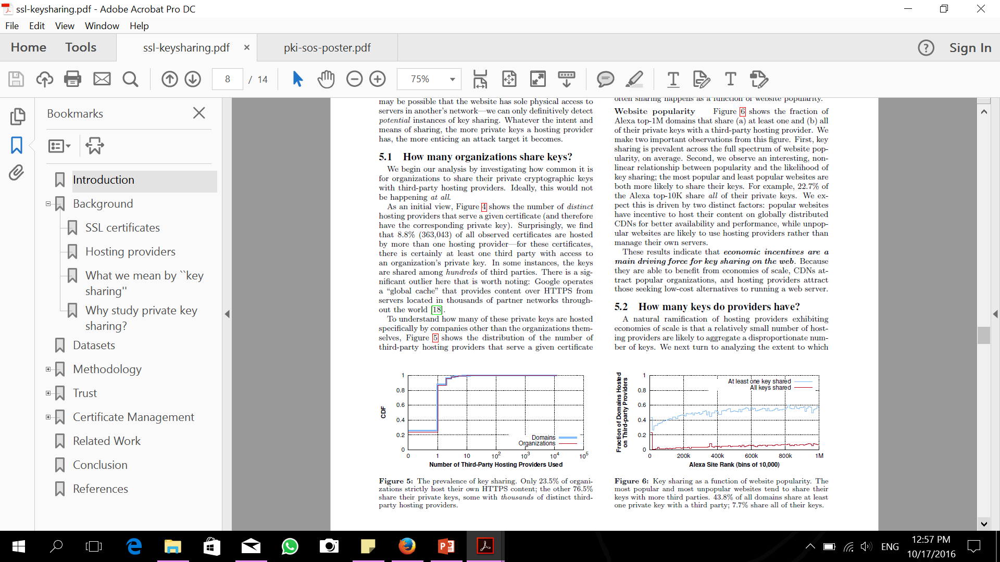 ssl-keysharing.pdf - Adobe Acrobat Pro DC
File Edit View Window Help
Home Tools ssl-keysharing.pdf × pki-sos-poster.pdf ? Sign In
8 / 14 75%
Bookmarks
Introduction
Background
SSL certificates
Hosting providers
What we mean by ``key
sharing''
Why study private key
sharing?
Datasets
Methodology
Trust
Certificate Management
Related Work
Conclusion
References
may be possible that the website has sole physical access to
servers in another's network—we can only definitively detect
potential instances of key sharing. Whatever the intent and
means of sharing, the more private keys a hosting provider
has, the more enticing an attack target it becomes.
5.1 How many organizations share keys?
We begin our analysis by investigating how common it is
for organizations to share their private cryptographic keys
with third-party hosting providers. Ideally, this would not
be happening at all.
As an initial view, Figure 4 shows the number of distinct
hosting providers that serve a given certificate (and therefore
have the corresponding private key). Surprisingly, we find
that 8.8% (363,043) of all observed certificates are hosted
by more than one hosting provider—for these certificates,
there is certainly at least one third party with access to
an organization's private key. In some instances, the keys
are shared among hundreds of third parties. There is a sig-
nificant outlier here that is worth noting: Google operates
a “global cache” that provides content over HTTPS from
servers located in thousands of partner networks through-
out the world [18].
To understand how many of these private keys are hosted
specifically by companies other than the organizations them-
selves, Figure 5 shows the distribution of the number of
third-party hosting providers that serve a given certificate
1
0.8
0.6
0.4
0.2
0
CDF
Domains
Organizations
0 1 10 10^2 10^3 10^4 10^5
Number of Third-Party Hosting Providers Used
Figure 5: The prevalence of key sharing. Only 23.5% of organi-
zations strictly host their own HTTPS content; the other 76.5%
share their private keys, some with thousands of distinct third-
party hosting providers.
often sharing happens as a function of website popularity.
Website popularity Figure 6 shows the fraction of
Alexa top-1M domains that share (a) at least one and (b) all
of their private keys with a third-party hosting provider. We
make two important observations from this figure. First, key
sharing is prevalent across the full spectrum of website pop-
ularity, on average. Second, we observe an interesting, non-
linear relationship between popularity and the likelihood of
key sharing; the most popular and least popular websites are
both more likely to share their keys. For example, 22.7% of
the Alexa top-10K share all of their private keys. We ex-
pect this is driven by two distinct factors: popular websites
have incentive to host their content on globally distributed
CDNs for better availability and performance, while unpop-
ular websites are likely to use hosting providers rather than
manage their own servers.
These results indicate that economic incentives are a
main driving force for key sharing on the web. Because
they are able to benefit from economies of scale, CDNs at-
tract popular organizations, and hosting providers attract
those seeking low-cost alternatives to running a web server.
5.2 How many keys do providers have?
A natural ramification of hosting providers exhibiting
economies of scale is that a relatively small number of host-
ing providers are likely to aggregate a disproportionate num-
ber of keys. We next turn to analyzing the extent to which
Fraction of Domains Hosted
on Third-party Providers
1
0.8
0.6
0.4
0.2
0
At least one key shared
All keys shared
0 200k 400k 600k 800k 1M
Alexa Site Rank (bins of 10,000)
Figure 6: Key sharing as a function of website popularity. The
most popular and most unpopular websites tend to share their
keys with more third parties. 43.8% of all domains share at least
one private key with a third party; 7.7% share all of their keys.
ENG
12:57 PM
10/17/2016